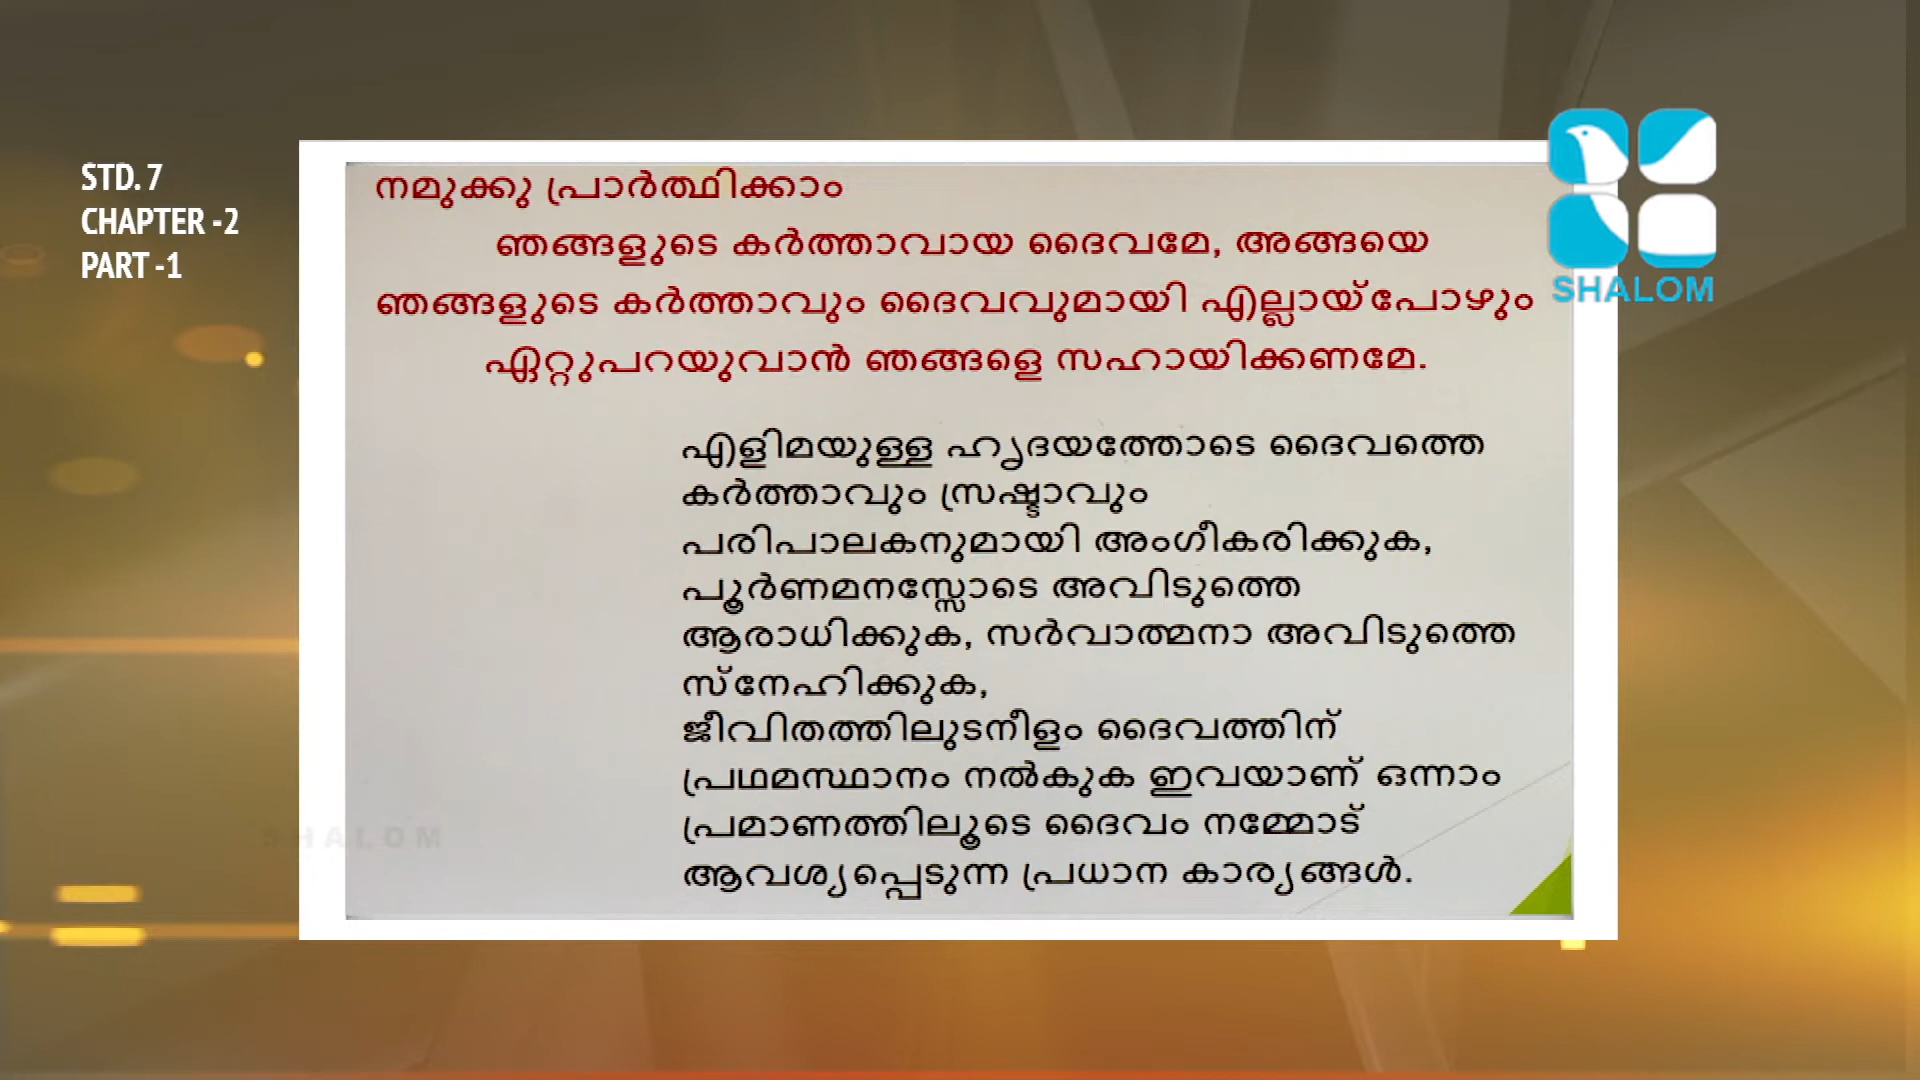 STD. 7
CHAPTER -2
PART -1
നമുക്കു പ്രാർത്ഥിക്കാം
ഞങ്ങളുടെ കർത്താവായ ദൈവമേ, അങ്ങയെ
ഞങ്ങളുടെ കർത്താവും ദൈവവുമായി എല്ലായ്പോഴും
ഏറ്റുപറയുവാൻ ഞങ്ങളെ സഹായിക്കണമേ.
എളിമയുള്ള ഹൃദയത്തോടെ ദൈവത്തെ
കർത്താവും സ്രഷ്ടാവും
പരിപാലകനുമായി അംഗീകരിക്കുക,
പൂർണമനസ്സോടെ അവിടുത്തെ
ആരാധിക്കുക, സർവാത്മനാ അവിടുത്തെ
സ്നേഹിക്കുക,
ജീവിതത്തിലുടനീളം ദൈവത്തിന്
പ്രഥമസ്ഥാനം നൽകുക ഇവയാണ് ഒന്നാം
പ്രമാണത്തിലൂടെ ദൈവം നമ്മോട്
ആവശ്യപ്പെടുന്ന പ്രധാന കാര്യങ്ങൾ.
SHALOM
SHALOM